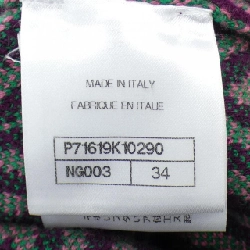 MADE IN ITALY
FABRIQUE EN ITALIE
P71619K10290
NG003 34